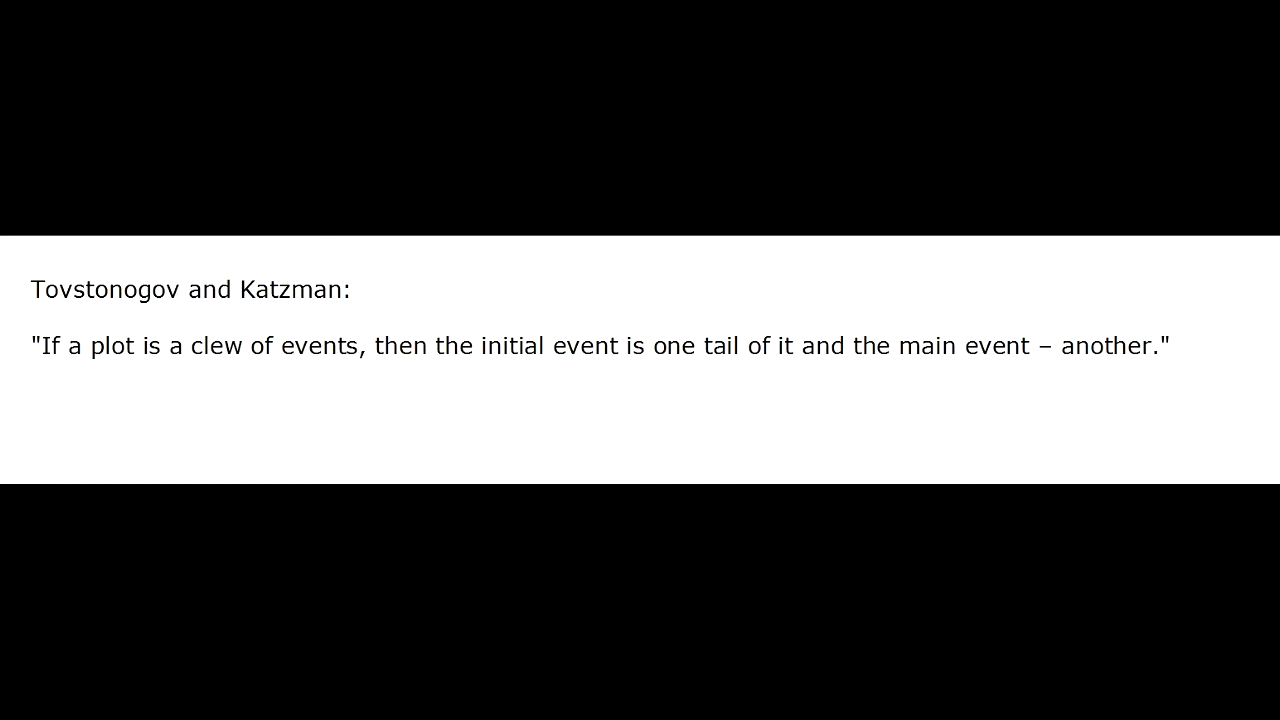 Tovstonogov and Katzman:
"If a plot is a clew of events, then the initial event is one tail of it and the main event – another."